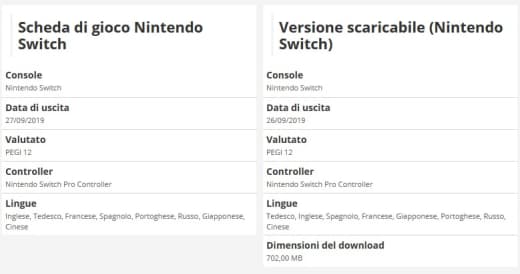 Scheda di gioco Nintendo
Switch
Console
Nintendo Switch
Data di uscita
27/09/2019
Valutato
PEGI 12
Controller
Nintendo Switch Pro Controller
Lingue
Inglese, Tedesco, Francese, Spagnolo, Portoghese, Russo, Giapponese,
Cinese
Versione scaricabile (Nintendo
Switch)
Console
Nintendo Switch
Data di uscita
26/09/2019
Valutato
PEGI 12
Controller
Nintendo Switch Pro Controller
Lingue
Tedesco, Inglese, Spagnolo, Francese, Giapponese, Portoghese, Russo,
Cinese
Dimensioni del download
702,00 MB